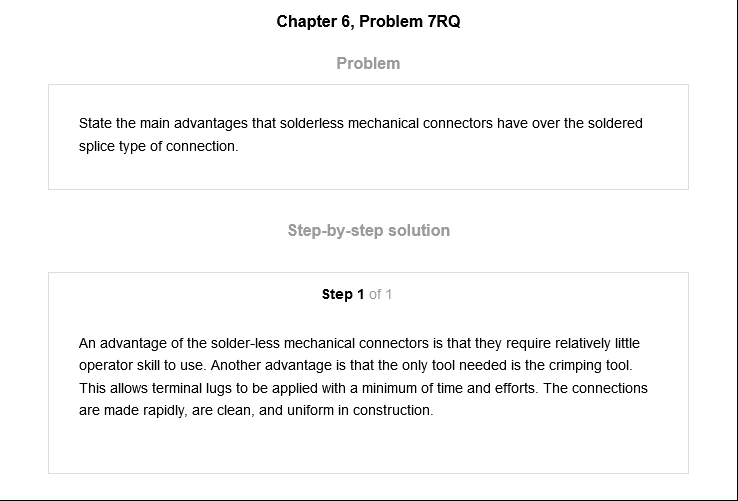 Chapter 6, Problem 7RQ
Problem
State the main advantages that solderless mechanical connectors have over the soldered
splice type of connection.
Step-by-step solution
Step 1 of 1
An advantage of the solder-less mechanical connectors is that they require relatively little
operator skill to use. Another advantage is that the only tool needed is the crimping tool.
This allows terminal lugs to be applied with a minimum of time and efforts. The connections
are made rapidly, are clean, and uniform in construction.